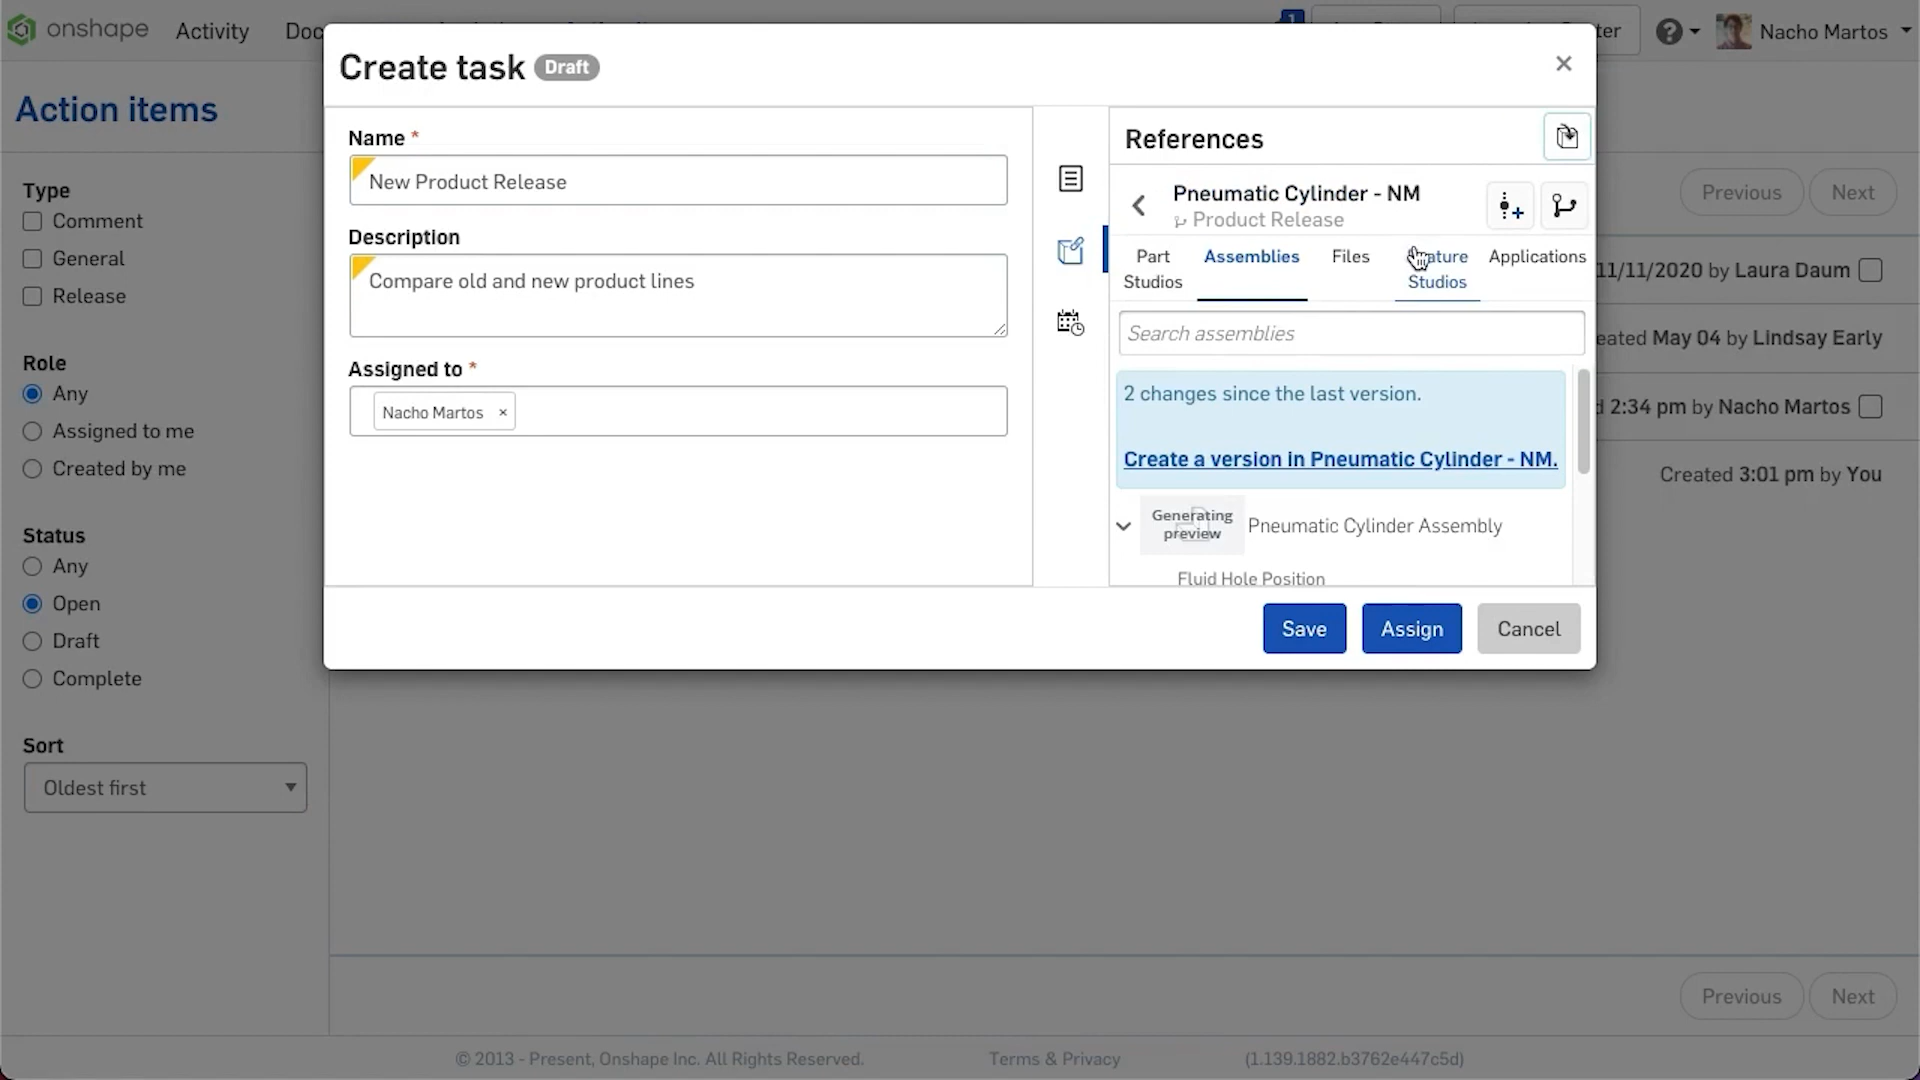 onshape
Activity
Doc
1
ter
Nacho Martos
Create task
Draft
×
Action items
Type
Comment
General
Release
Role
Any
Assigned to me
Created by me
Status
Any
Open
Draft
Complete
Sort
Oldest first
Name *
New Product Release
Description
Compare old and new product lines
Assigned to *
Nacho Martos ×
References
Pneumatic Cylinder - NM
Product Release
Part
Studios
Assemblies
Files
ature
Studios
Applications
Search assemblies
2 changes since the last version.
Create a version in Pneumatic Cylinder - NM.
Generating
preview
Pneumatic Cylinder Assembly
Fluid Hole Position
Save
Assign
Cancel
Previous
Next
11/11/2020 by Laura Daum
eated May 04 by Lindsay Early
d 2:34 pm by Nacho Martos
Created 3:01 pm by You
Previous
Next
© 2013 - Present, Onshape Inc. All Rights Reserved.
Terms & Privacy
(1.139.1882.b3762e447c5d)